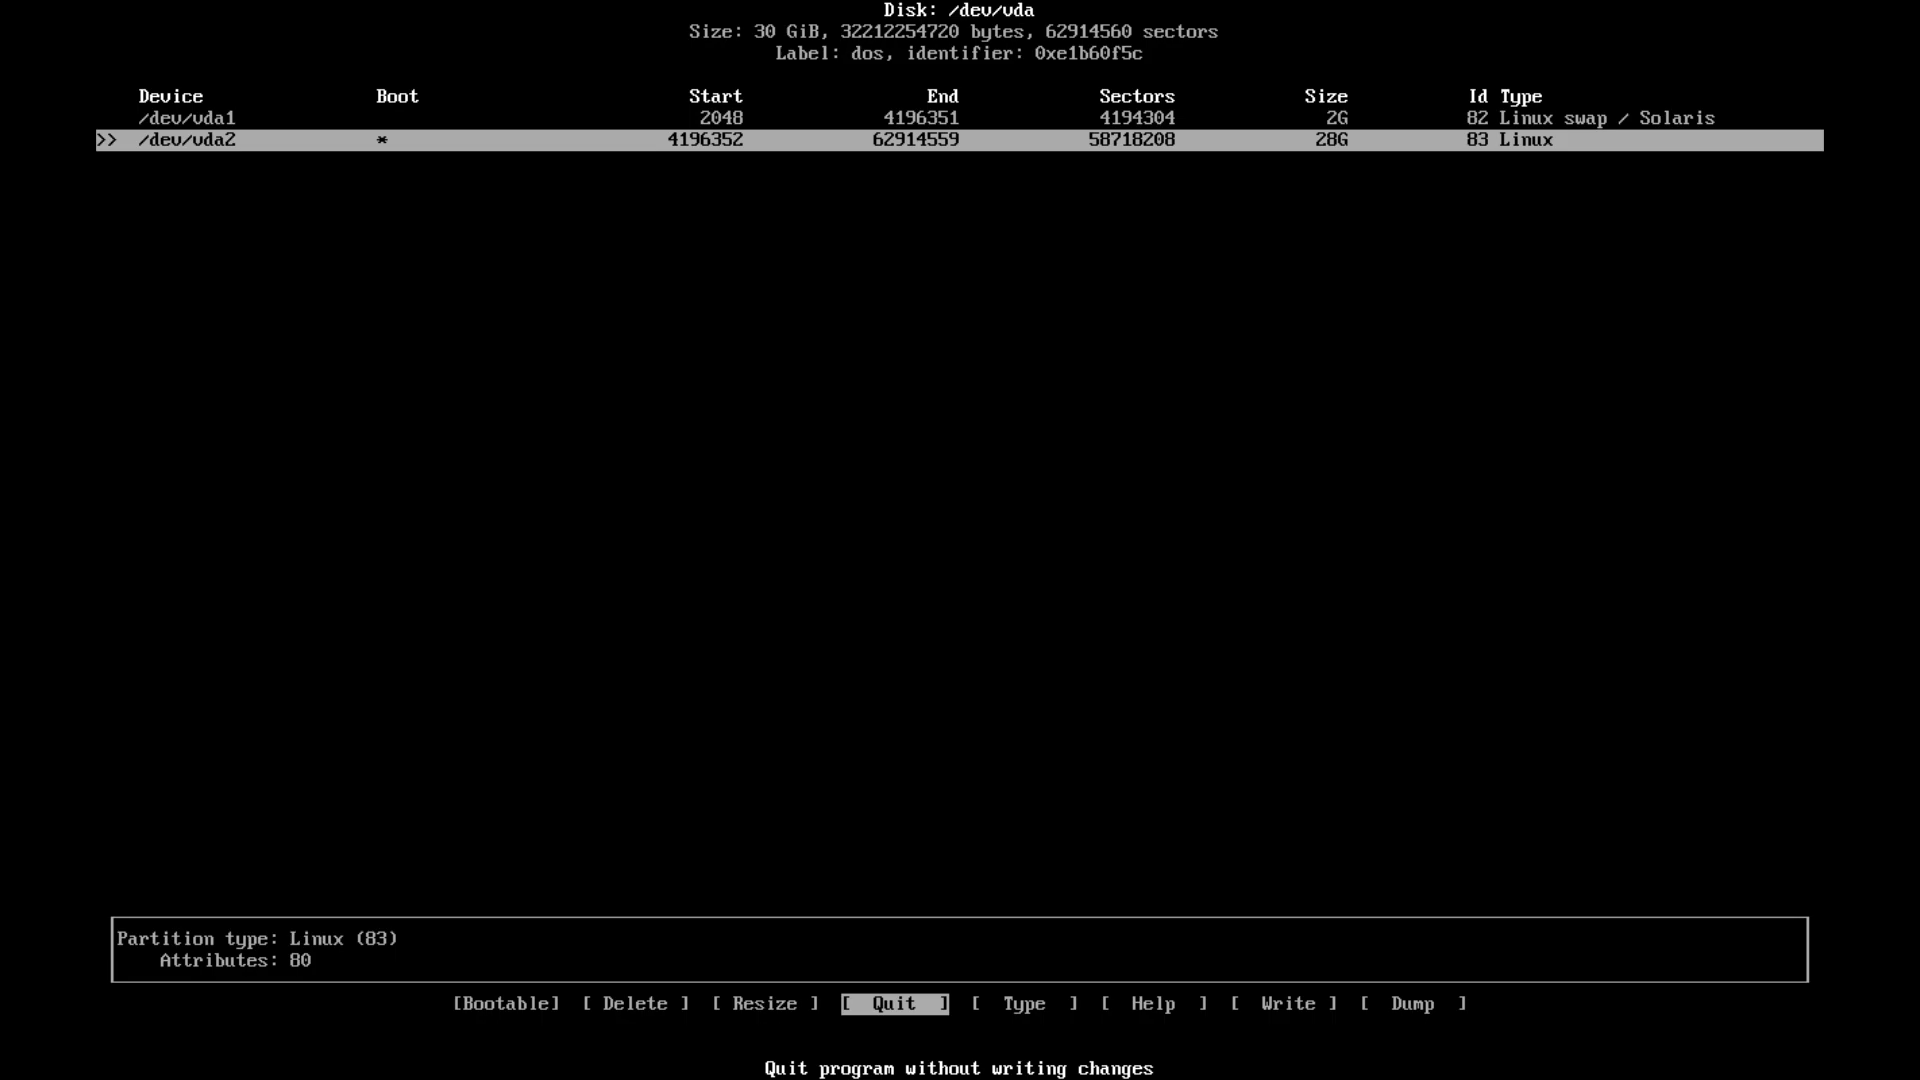 Disk: /dev/vda
Size: 30 GiB, 32212254720 bytes, 62914560 sectors
Label: dos, identifier: 0xe1b60f5c
Device Boot Start End Sectors Size Id Type
/dev/vda1 2048 4196351 4194304 2G 82 Linux swap / Solaris
>> /dev/vda2 * 4196352 62914559 58718208 28G 83 Linux
Partition type: Linux (83)
Attributes: 80
[Bootable] [ Delete ] [ Resize ] [ Quit ] [ Type ] [ Help ] [ Write ] [ Dump ]
Quit program without writing changes